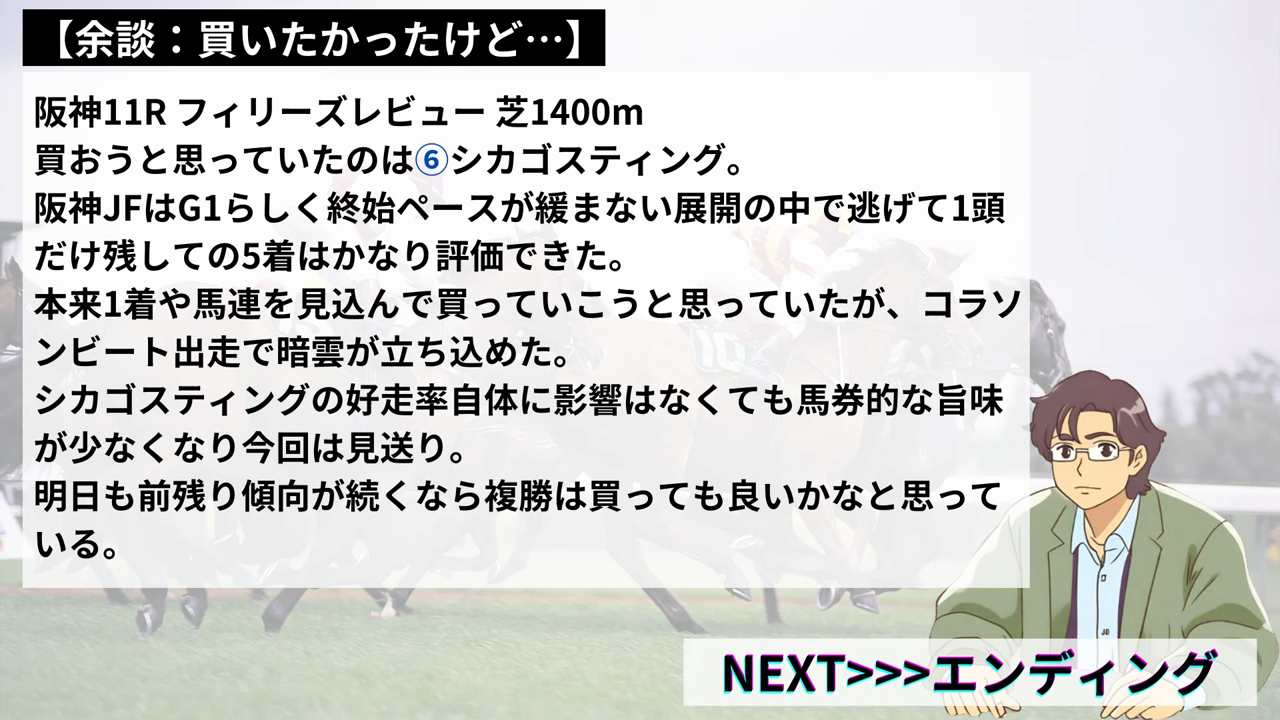 【余談：買いたかったけど…】
阪神11R フィリーズレビュー 芝1400m
買おうと思っていたのは⑥シカゴスティング。
阪神JFはG1らしく終始ペースが緩まない展開の中で逃げて1頭
だけ残しての5着はかなり評価できた。
本来1着や馬連を見込んで買っていこうと思っていたが、コラソ
ンビート出走で暗雲が立ち込めた。
シカゴスティングの好走率自体に影響はなくても馬券的な旨味
が少なくなり今回は見送り。
明日も前残り傾向が続くなら複勝は買っても良いかなと思って
いる。
NEXT>>>エンディング